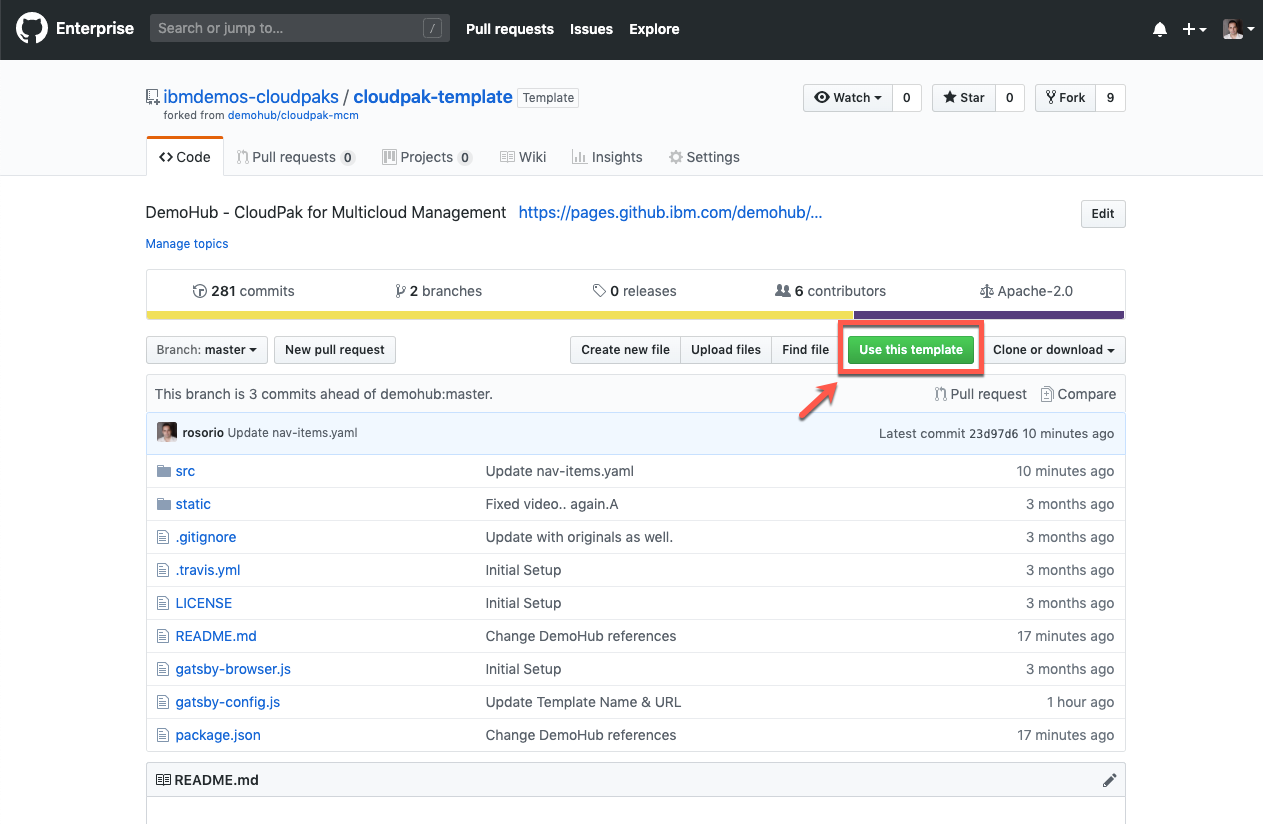 Enterprise Search or jump to... / Pull requests Issues Explore
ibmdemos-cloudpaks / cloudpak-template Template Watch 0 Star 0 Fork 9
forked from demohub/cloudpak-mcm
Code Pull requests 0 Projects 0 Wiki Insights Settings
DemoHub - CloudPak for Multicloud Management https://pages.github.ibm.com/demohub/... Edit
Manage topics
281 commits 2 branches 0 releases 6 contributors Apache-2.0
Branch: master New pull request Create new file Upload files Find file Use this template Clone or download
This branch is 3 commits ahead of demohub:master. Pull request Compare
rosorio Update nav-items.yaml Latest commit 23d97d6 10 minutes ago
src Update nav-items.yaml 10 minutes ago
static Fixed video.. again.A 3 months ago
.gitignore Update with originals as well. 3 months ago
.travis.yml Initial Setup 3 months ago
LICENSE Initial Setup 3 months ago
README.md Change DemoHub references 17 minutes ago
gatsby-browser.js Initial Setup 3 months ago
gatsby-config.js Update Template Name & URL 1 hour ago
package.json Change DemoHub references 17 minutes ago
README.md